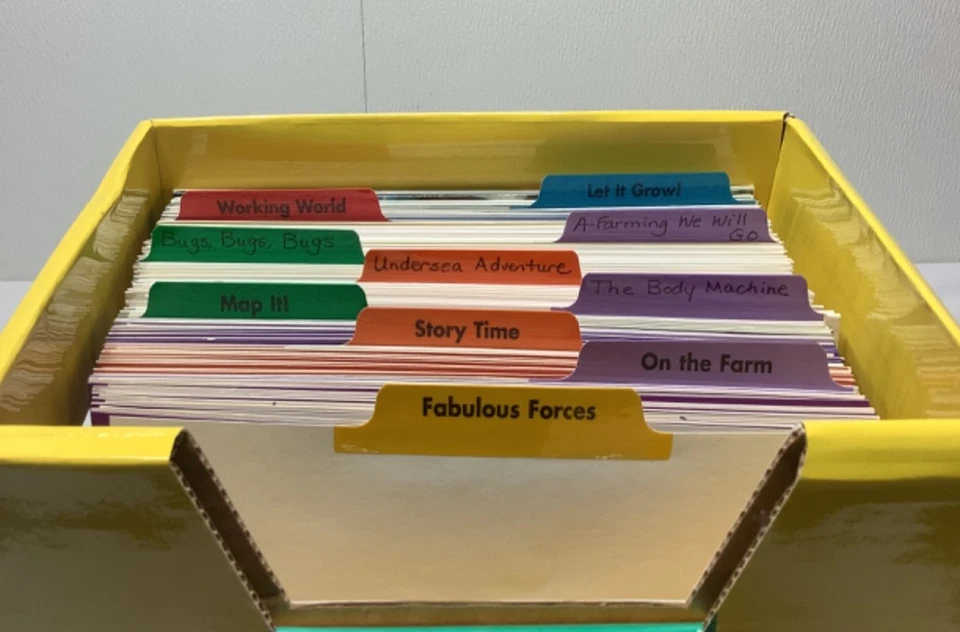 Let It Grow!
Working World
A-Farming We Will
Go
Bugs, Bugs, Bugs
Undersea Adventure
The Body Machine
Map It!
Story Time
On the Farm
Fabulous Forces